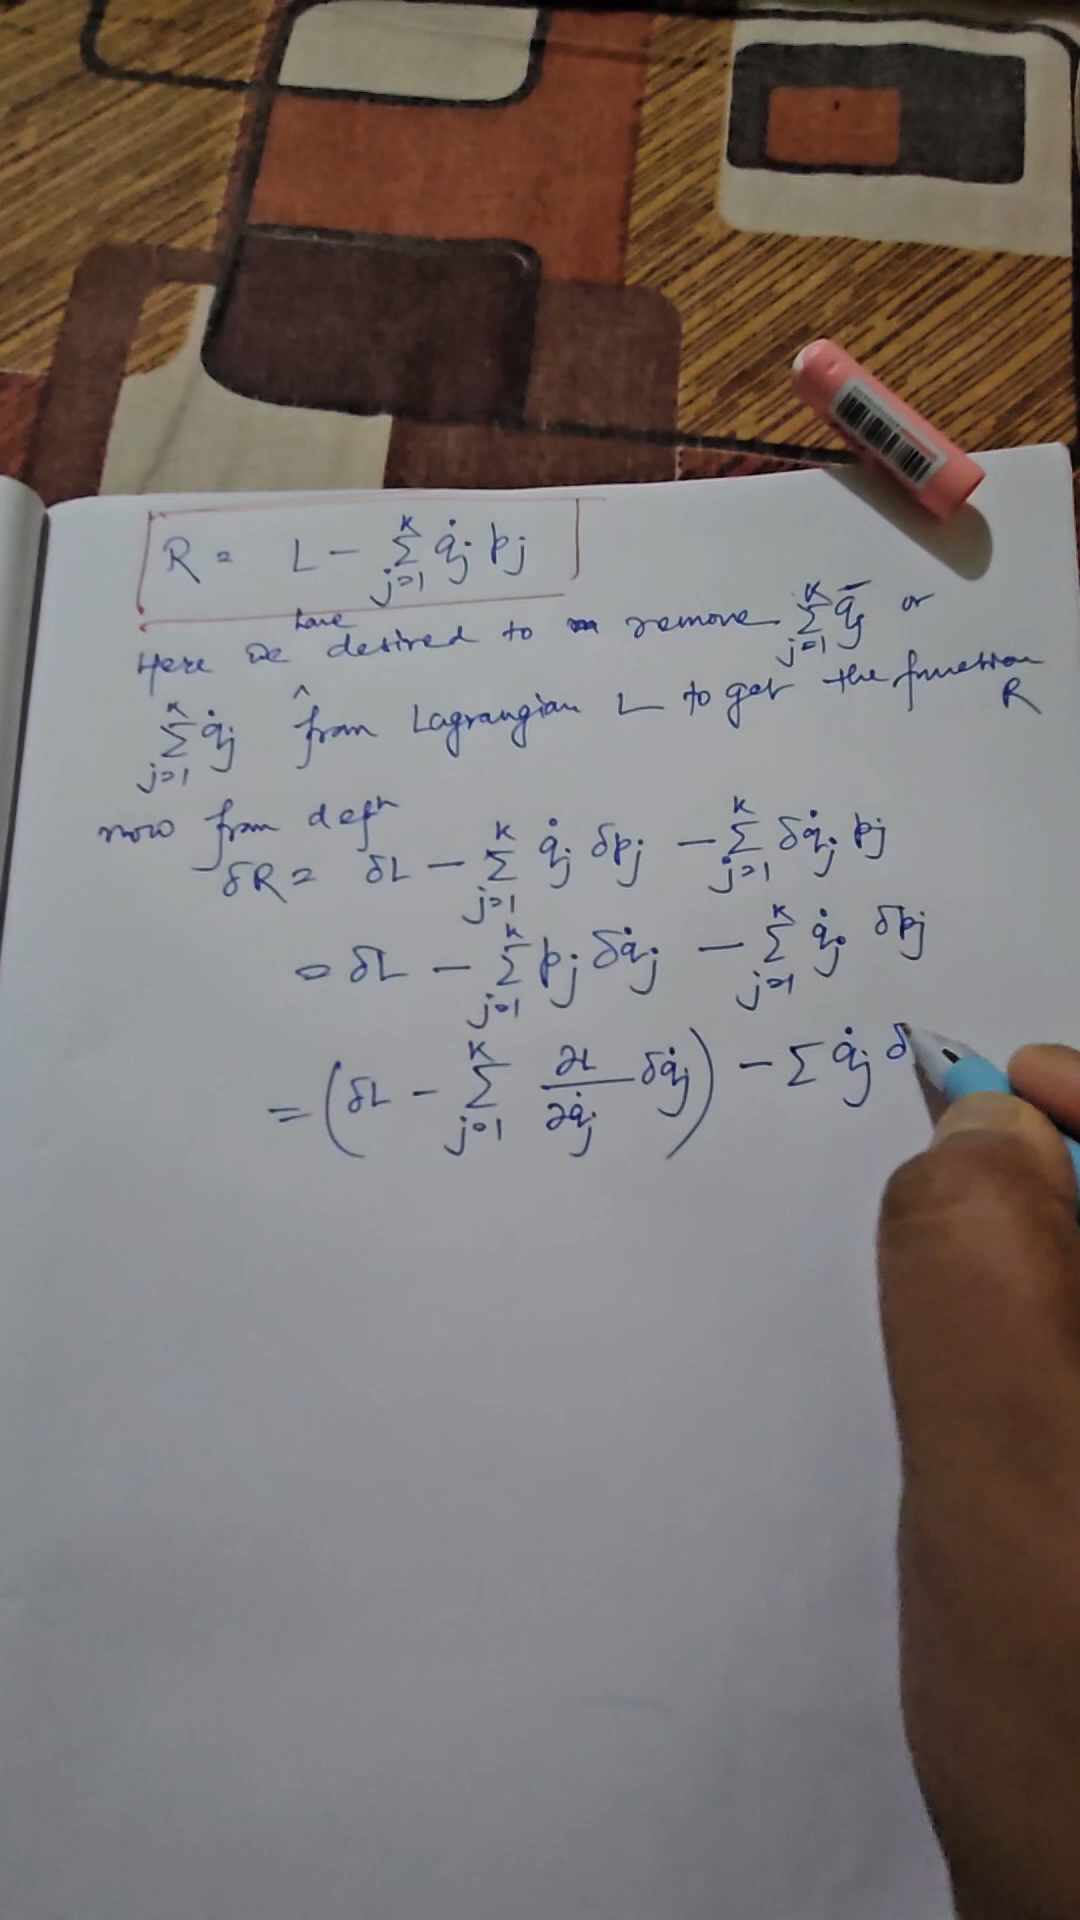 R = L - Σ_{j=1}^{K} q̇_j p_j
Here we have desired to remove Σ_{j=1}^{K} q̄_j or
Σ_{j=1}^{K} q̇_j from Lagrangian L to get the function R
now from defn
δR = δL - Σ_{j=1}^{K} q̇_j δp_j - Σ_{j=1}^{K} δq̇_j p_j
= δL - Σ_{j=1}^{K} p_j δq̇_j - Σ_{j=1}^{K} q̇_j δp_j
= (δL - Σ_{j=1}^{K} ∂L/∂q̇_j δq̇_j) - Σ q̇_j δ